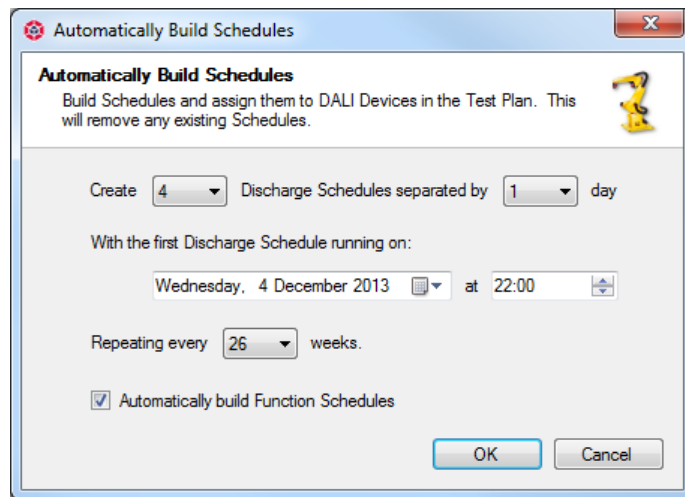 Automatically Build Schedules
Automatically Build Schedules
Build Schedules and assign them to DALI Devices in the Test Plan. This
will remove any existing Schedules.
Create 4 Discharge Schedules separated by 1 day
With the first Discharge Schedule running on:
Wednesday, 4 December 2013 at 22:00
Repeating every 26 weeks.
Automatically build Function Schedules
OK Cancel